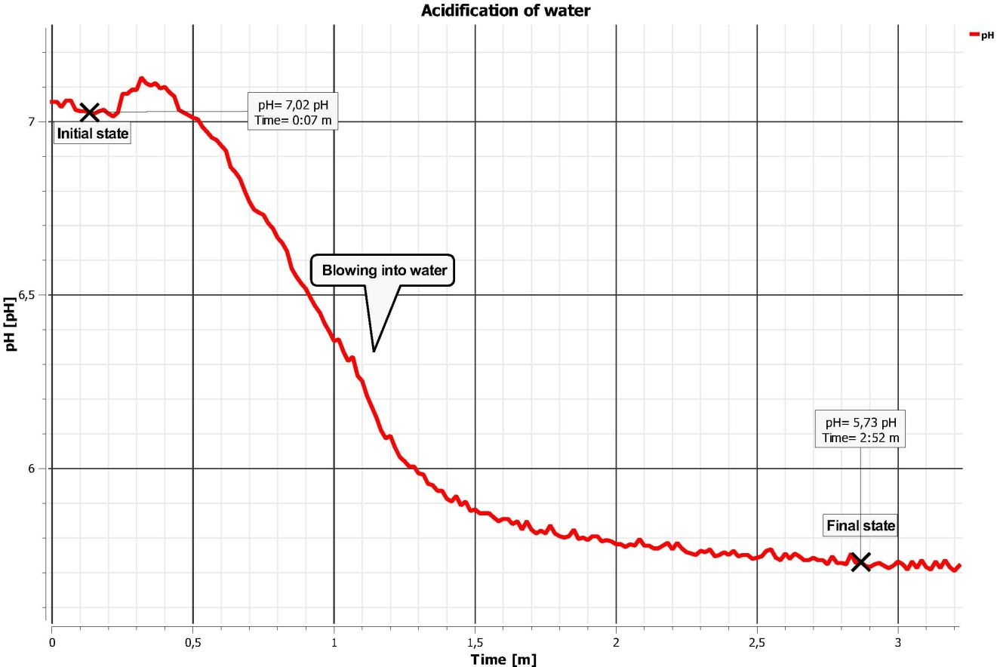 Acidification of water
pH
pH= 7,02 pH
Time= 0:07 m
7
Initial state
Blowing into water
6,5
pH [pH]
pH= 5,73 pH
Time= 2:52 m
6
Final state
0
0,5
1
1,5
2
2,5
3
Time [m]